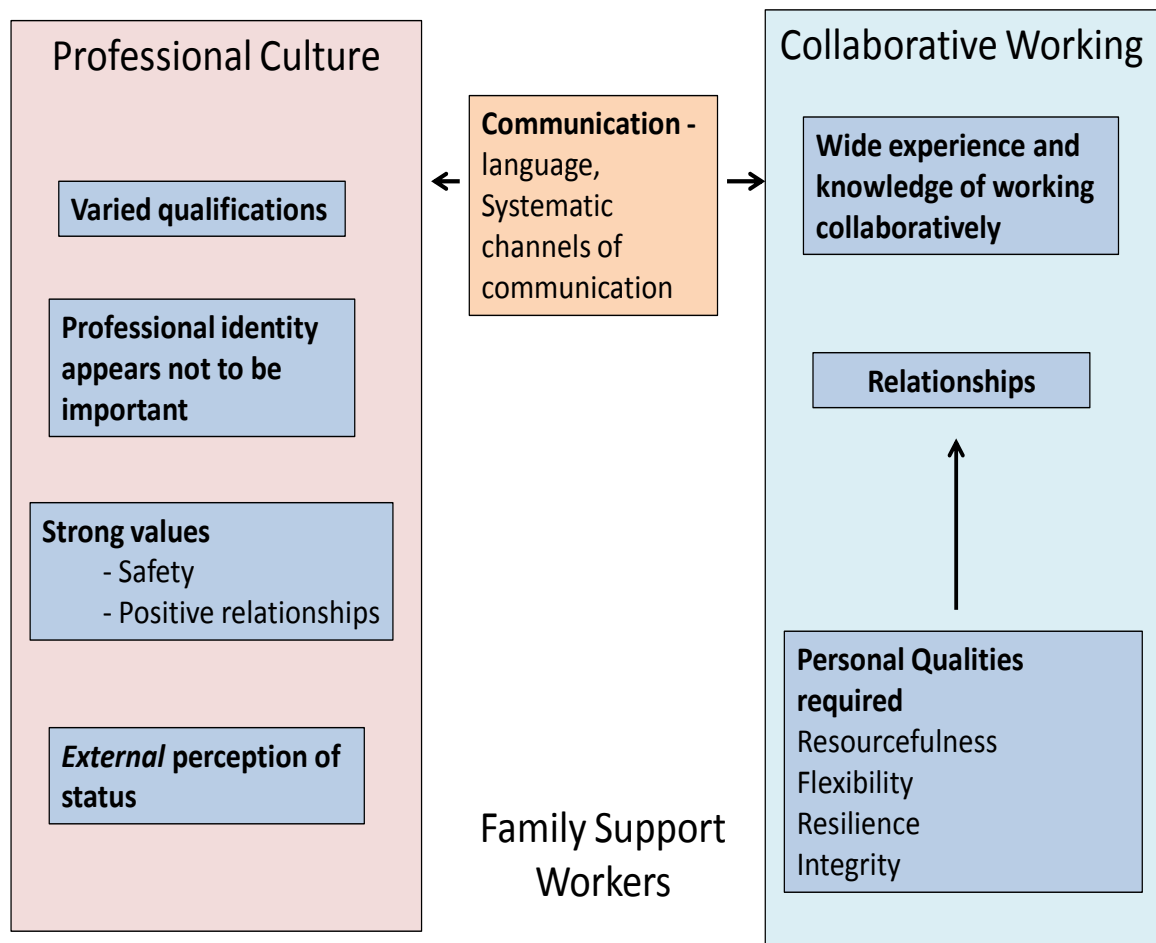 Professional Culture
Varied qualifications
Professional identity
appears not to be
important
Strong values
- Safety
- Positive relationships
External perception of
status
Communication -
language,
Systematic
channels of
communication
Family Support
Workers
Collaborative Working
Wide experience and
knowledge of working
collaboratively
Relationships
Personal Qualities
required
Resourcefulness
Flexibility
Resilience
Integrity